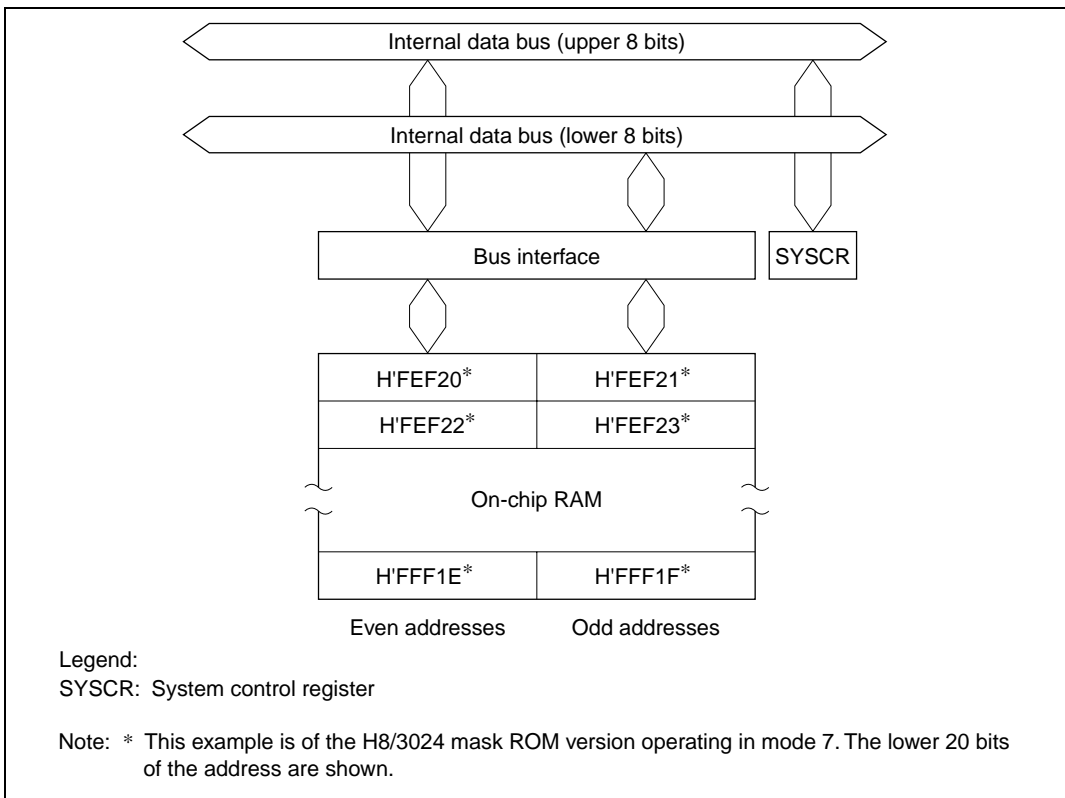 Internal data bus (upper 8 bits)
Internal data bus (lower 8 bits)
Bus interface
SYSCR
H'FEF20*
H'FEF21*
H'FEF22*
H'FEF23*
On-chip RAM
H'FFF1E*
H'FFF1F*
Even addresses
Odd addresses
Legend:
SYSCR: System control register
Note: * This example is of the H8/3024 mask ROM version operating in mode 7. The lower 20 bits
of the address are shown.